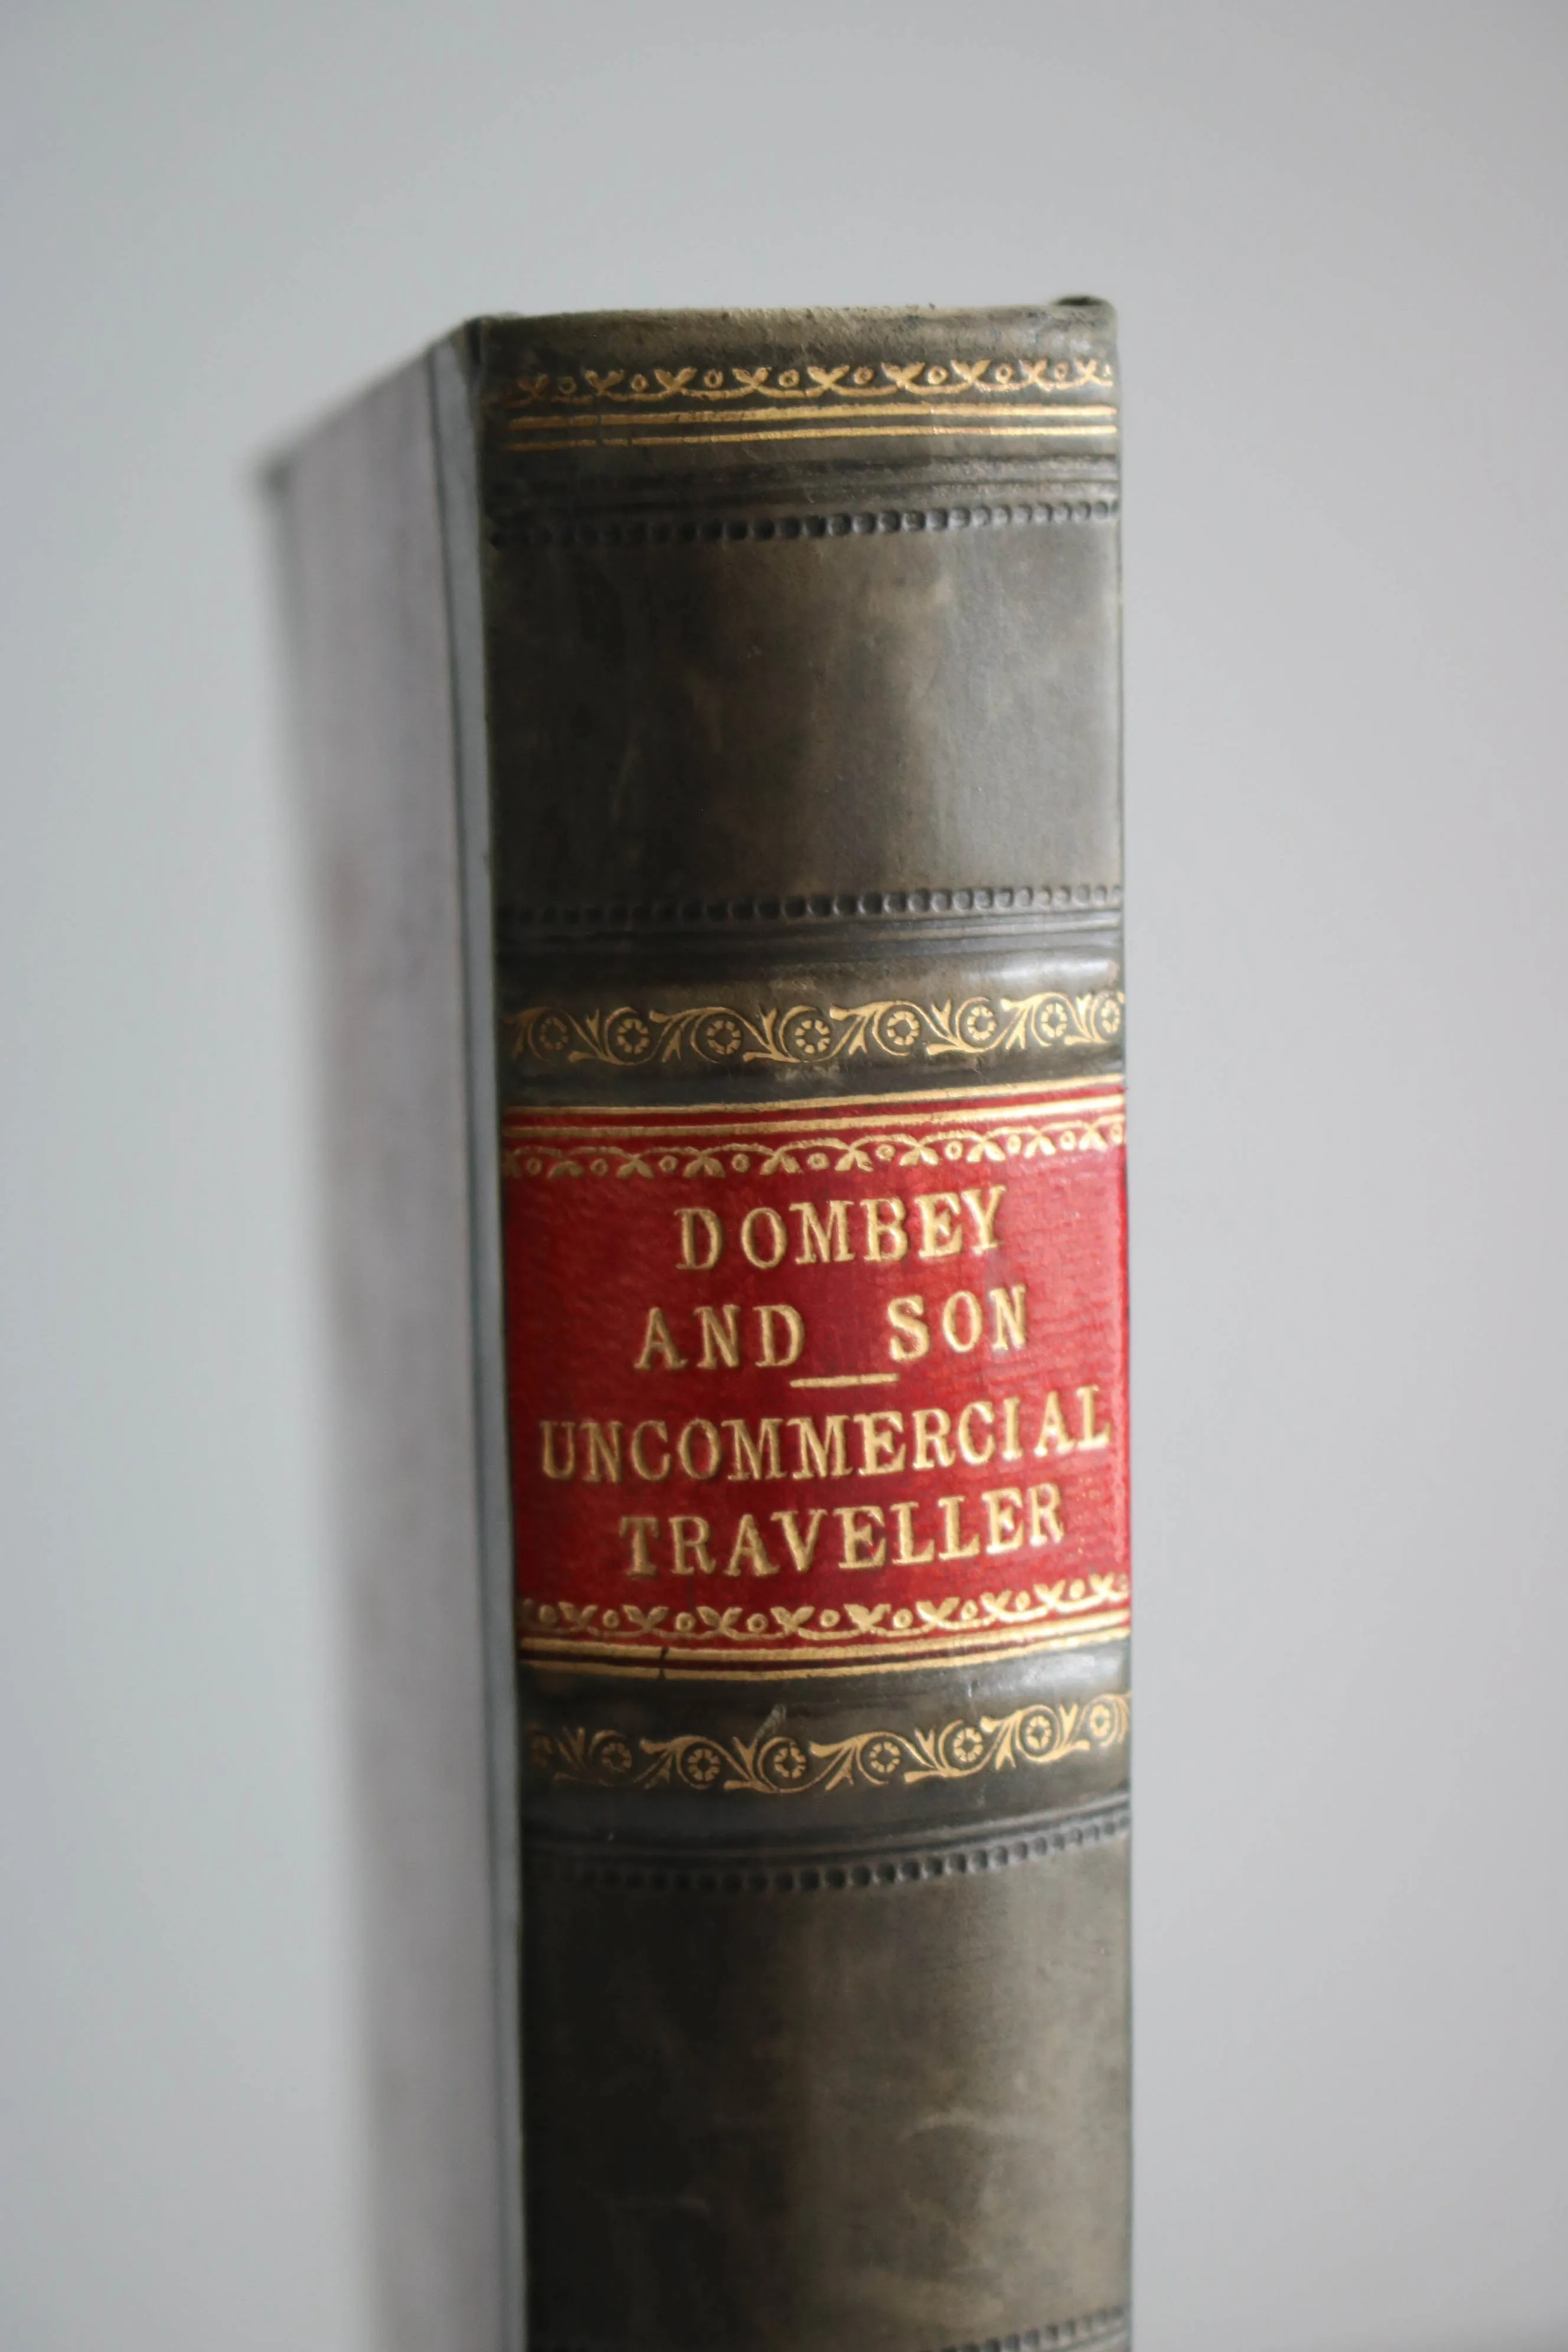 DOMBEY
AND SON
UNCOMMERCIAL
TRAVELLER